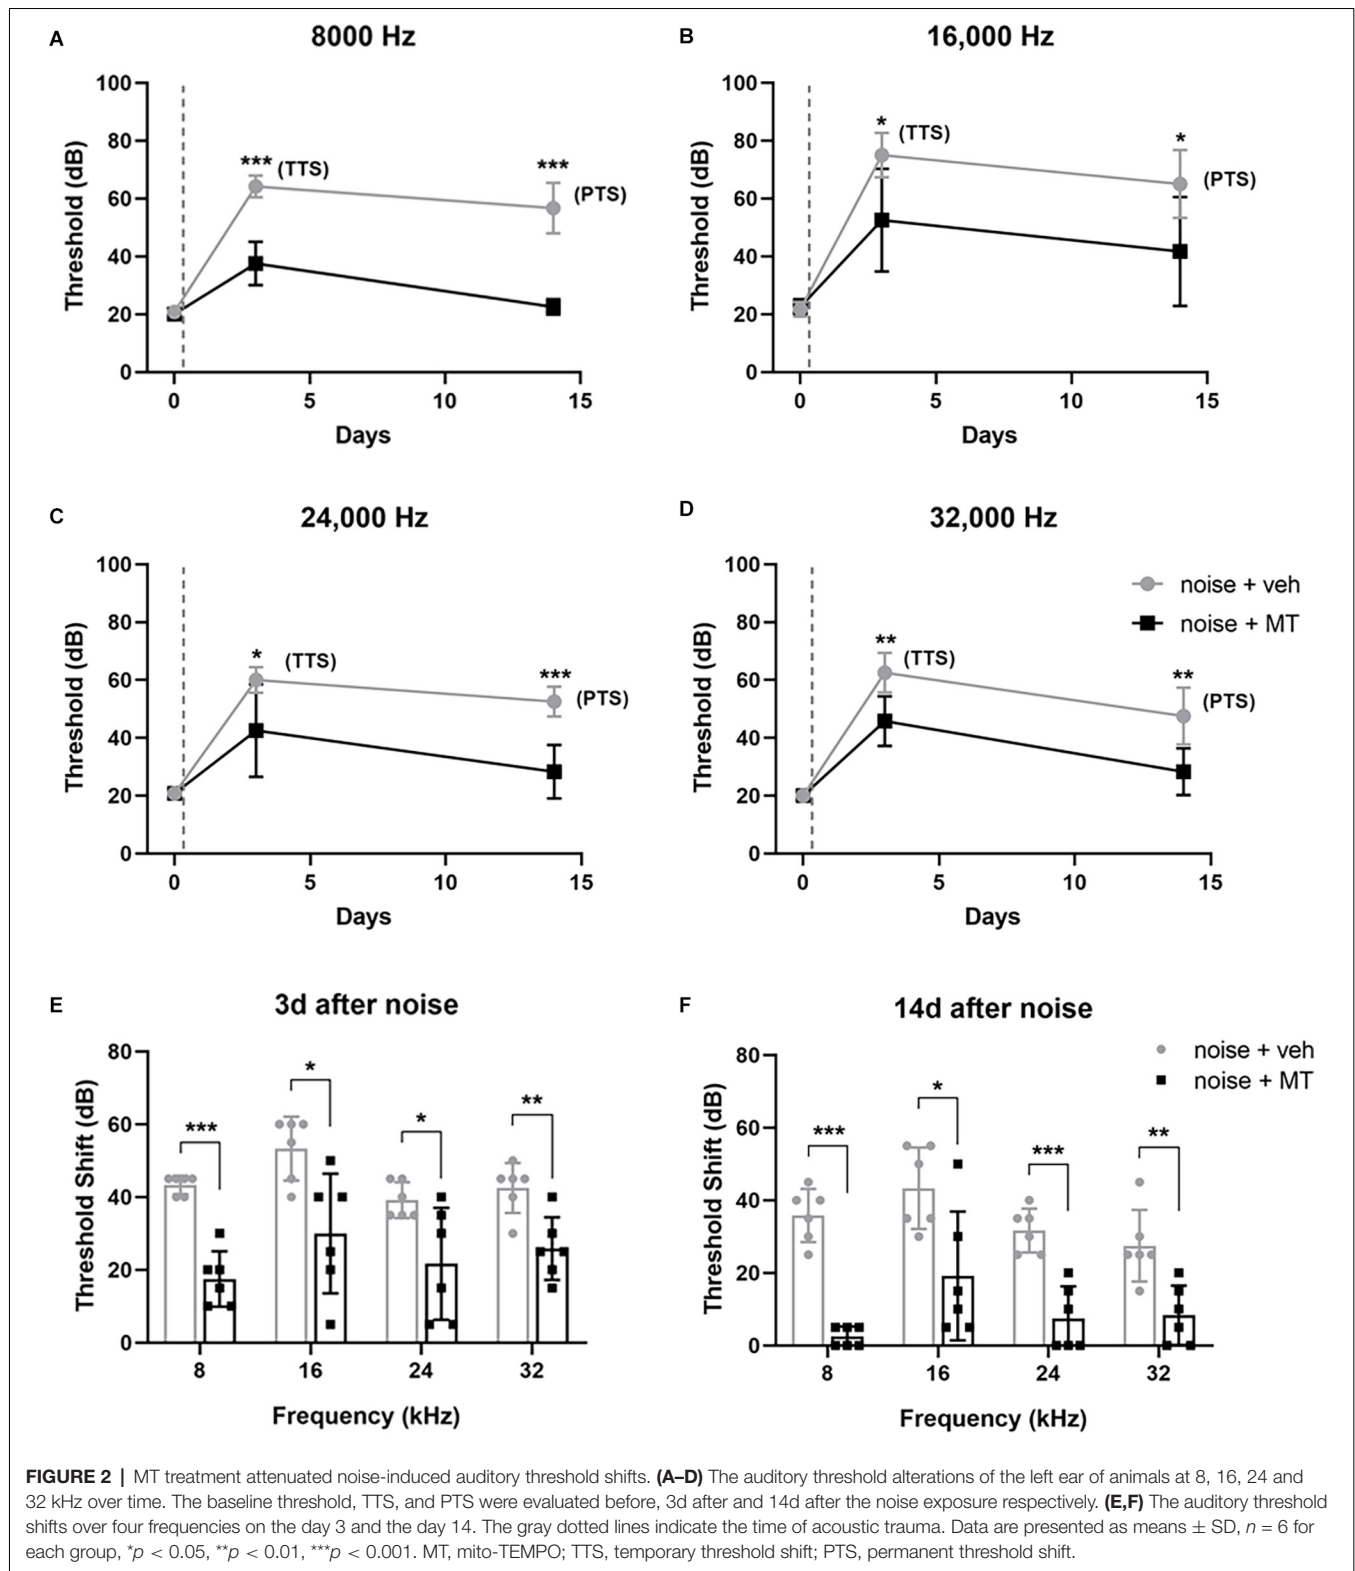 A
8000 Hz
100
80
60
40
20
0
Threshold (dB)
***
(TTS)
***
(PTS)
0
5
10
15
Days
B
16,000 Hz
100
80
60
40
20
0
Threshold (dB)
*
(TTS)
*
(PTS)
0
5
10
15
Days
C
24,000 Hz
100
80
60
40
20
0
Threshold (dB)
*
(TTS)
***
(PTS)
0
5
10
15
Days
D
32,000 Hz
100
80
60
40
20
0
Threshold (dB)
**
(TTS)
**
(PTS)
noise + veh
noise + MT
0
5
10
15
Days
E
3d after noise
80
60
40
20
0
Threshold Shift (dB)
***
*
*
**
8
16
24
32
Frequency (kHz)
F
14d after noise
80
60
40
20
0
Threshold Shift (dB)
***
*
***
**
noise + veh
noise + MT
8
16
24
32
Frequency (kHz)
FIGURE 2 | MT treatment attenuated noise-induced auditory threshold shifts. (A–D) The auditory threshold alterations of the left ear of animals at 8, 16, 24 and
32 kHz over time. The baseline threshold, TTS, and PTS were evaluated before, 3d after and 14d after the noise exposure respectively. (E,F) The auditory threshold
shifts over four frequencies on the day 3 and the day 14. The gray dotted lines indicate the time of acoustic trauma. Data are presented as means ± SD, n = 6 for
each group, *p < 0.05, **p < 0.01, ***p < 0.001. MT, mito-TEMPO; TTS, temporary threshold shift; PTS, permanent threshold shift.